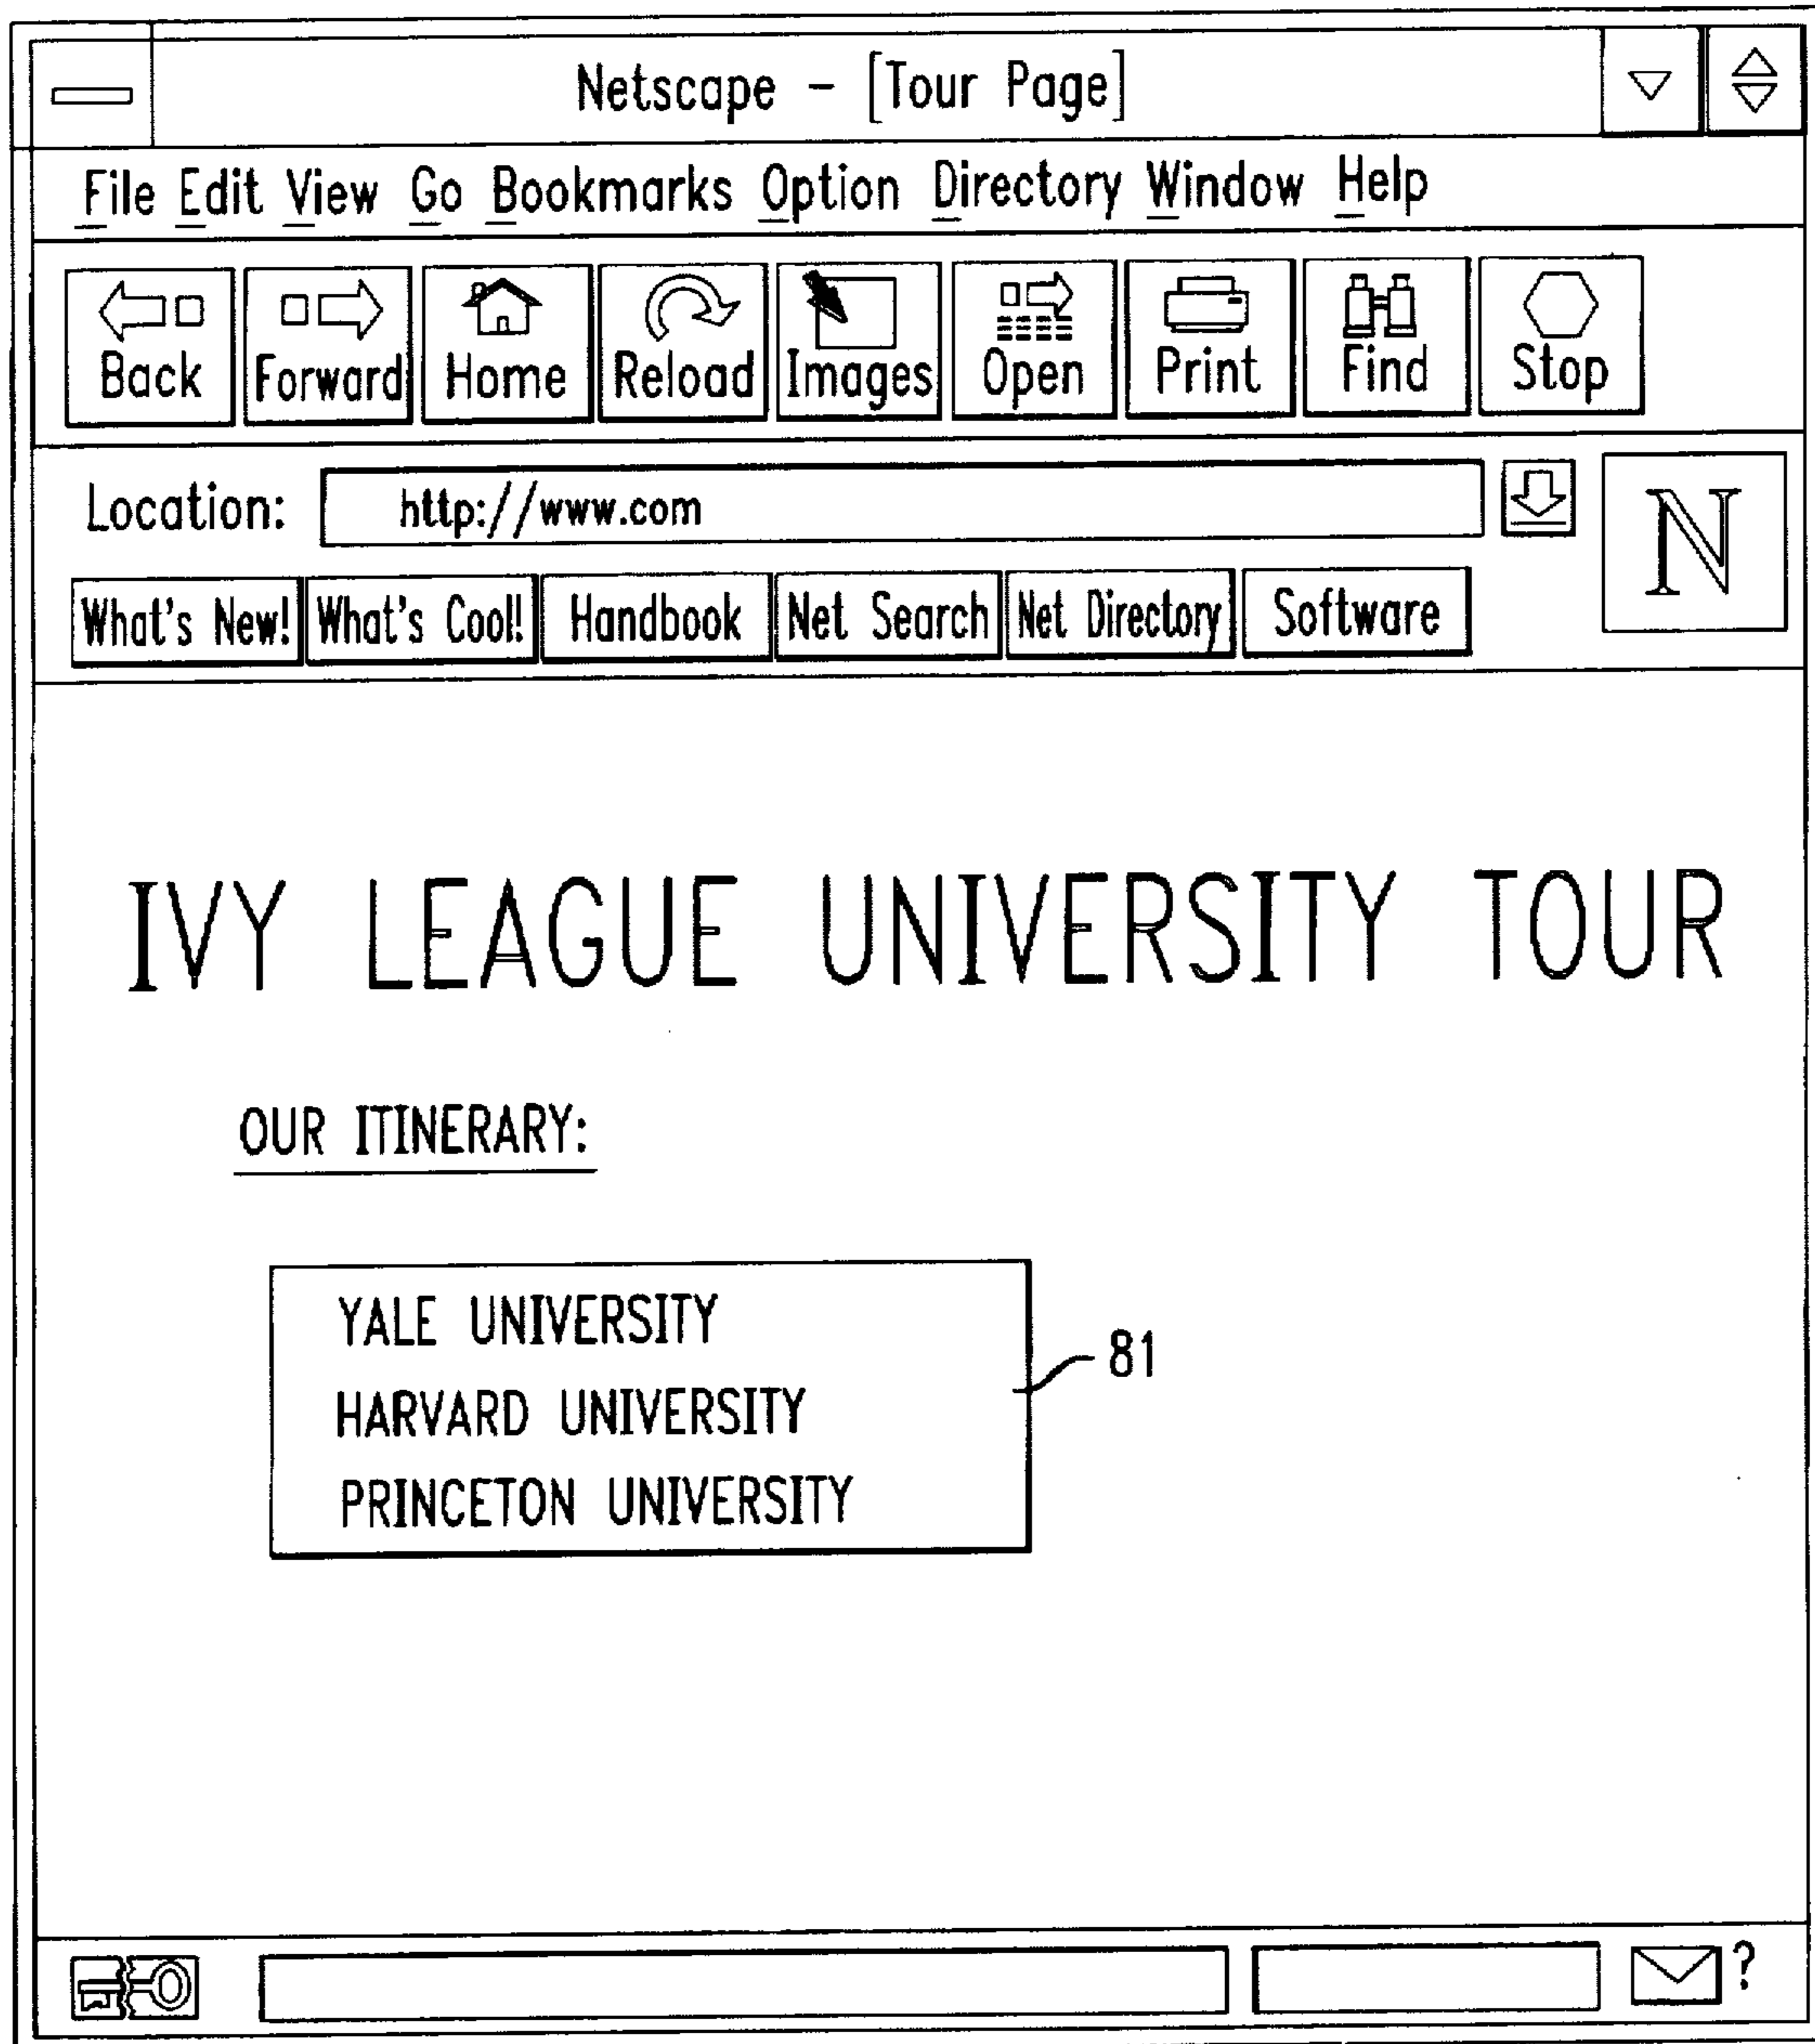 Netscape - [Tour Page]
File Edit View Go Bookmarks Option Directory Window Help
Back Forward Home Reload Images Open Print Find Stop
Location: http://www.com
N
What's New! What's Cool! Handbook Net Search Net Directory Software
IVY LEAGUE UNIVERSITY TOUR
OUR ITINERARY:
YALE UNIVERSITY
81
HARVARD UNIVERSITY
PRINCETON UNIVERSITY
?